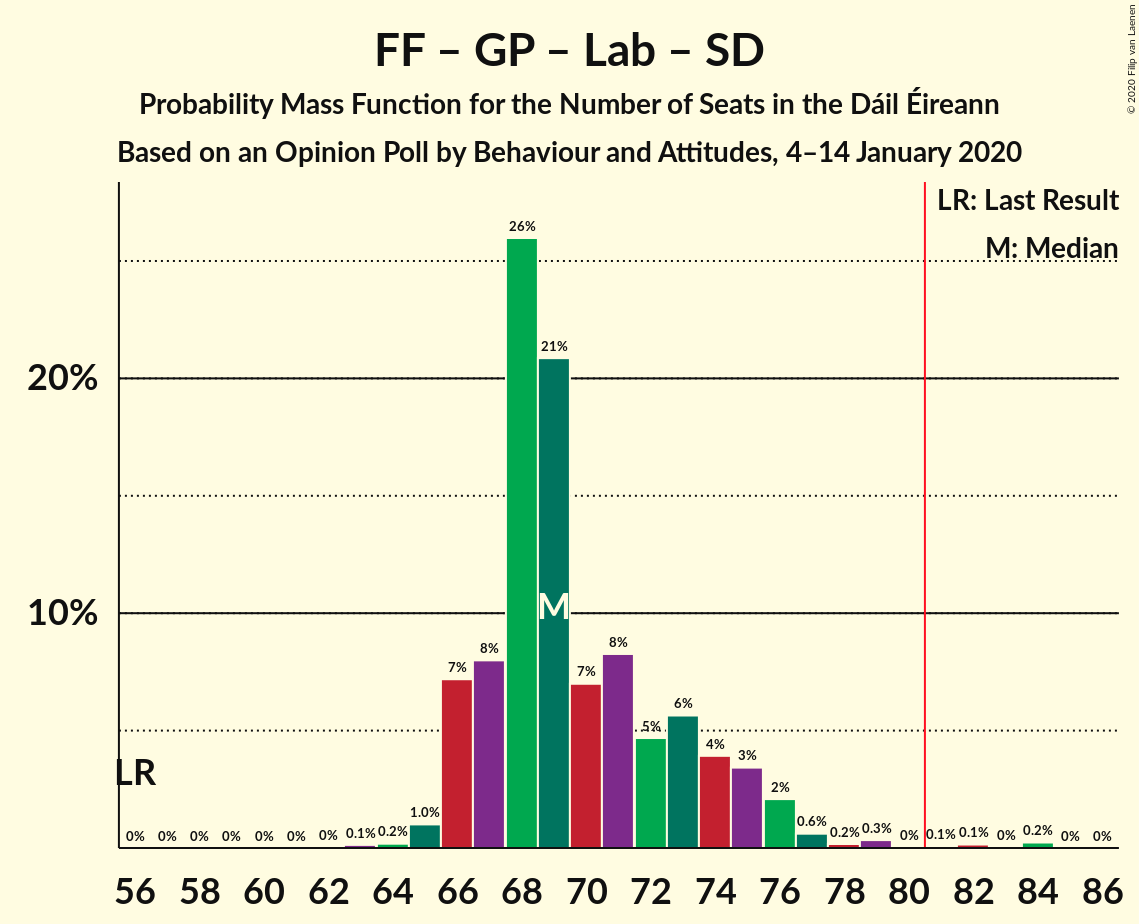 FF – GP – Lab – SD
Probability Mass Function for the Number of Seats in the Dáil Éireann
Based on an Opinion Poll by Behaviour and Attitudes, 4–14 January 2020
© 2020 Filip van Laenen
LR: Last Result
M: Median
20%
10%
LR
M
0% 0% 0% 0% 0% 0% 0% 0.1% 0.2% 1.0% 7% 8% 26% 21% 7% 8% 5% 6% 4% 3% 2% 0.6% 0.2% 0.3% 0% 0.1% 0.1% 0% 0.2% 0% 0%
56 58 60 62 64 66 68 70 72 74 76 78 80 82 84 86